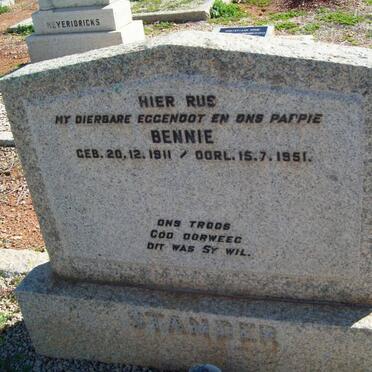 MEYERIDRICKS
HIER RUS
MY DIERBARE EGGENOOT EN ONS PAPPIE
BENNIE
GEB. 20.12.1911 / OORL. 15.7.1951.
ONS TROOS
GOD OORWEEG
DIT WAS SY WIL.
STANDER